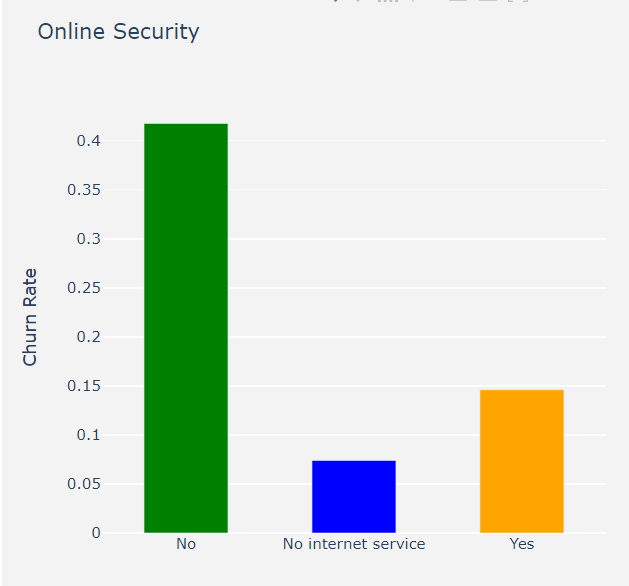 Online Security
0.4
0.35
0.3
0.25
0.2
0.15
0.1
0.05
0
Churn Rate
No
No internet service
Yes